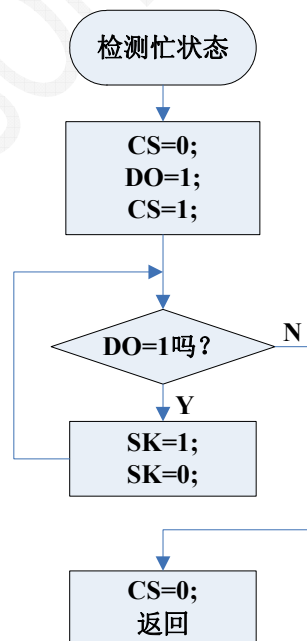 检测忙状态
CS=0;
DO=1;
CS=1;
DO=1吗？
N
Y
SK=1;
SK=0;
CS=0;
返回